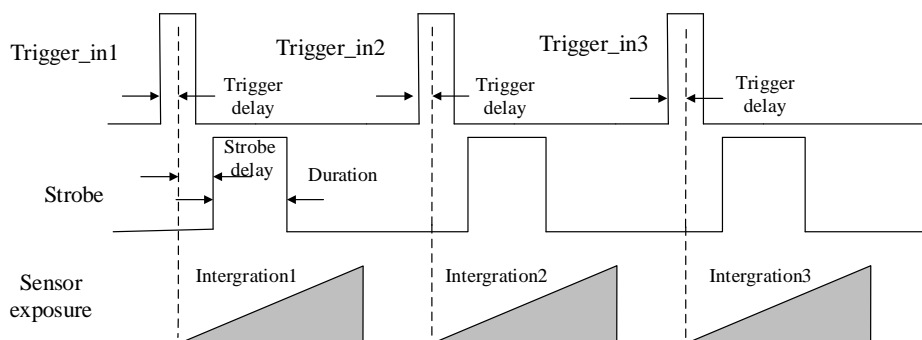 Trigger_in1
Trigger_in2
Trigger_in3
Trigger
delay
Trigger
delay
Trigger
delay
Strobe
delay
Duration
Strobe
Intergration1
Intergration2
Intergration3
Sensor
exposure